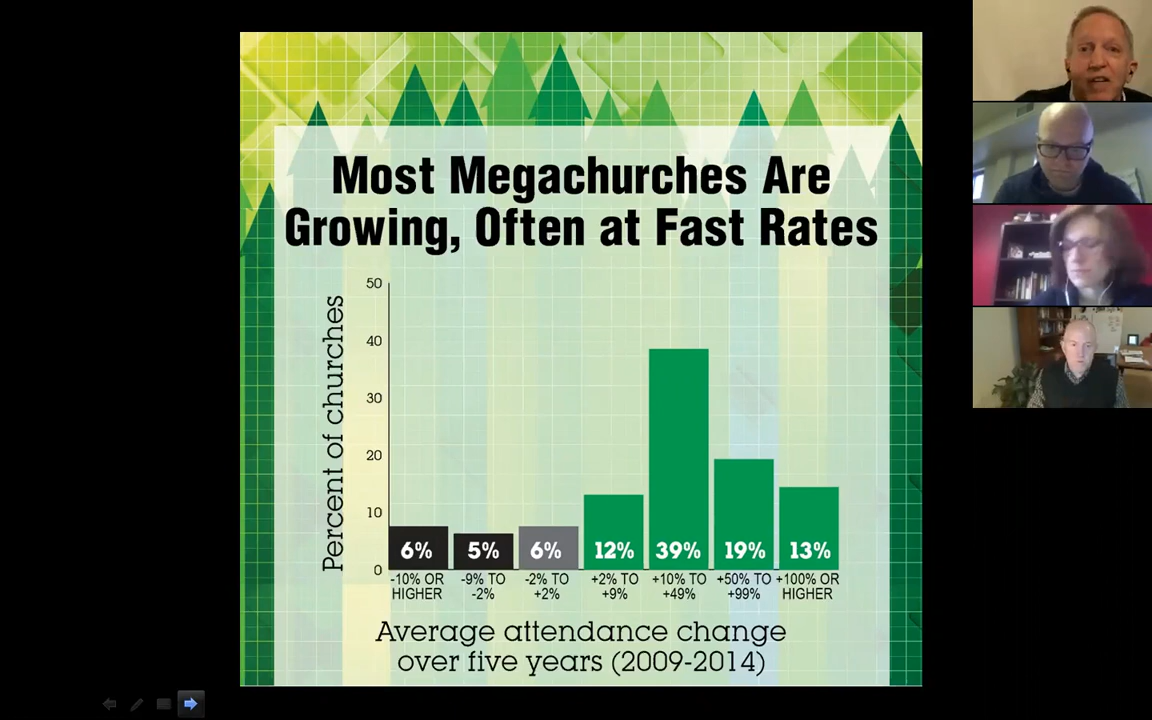 Most Megachurches Are
Growing, Often at Fast Rates
Percent of churches
50
40
30
20
10
0
6%
5%
6%
12%
39%
19%
13%
-10% OR
HIGHER
-9% TO
-2%
-2% TO
+2%
+2% TO
+9%
+10% TO
+49%
+50% TO
+99%
+100% OR
HIGHER
Average attendance change
over five years (2009-2014)